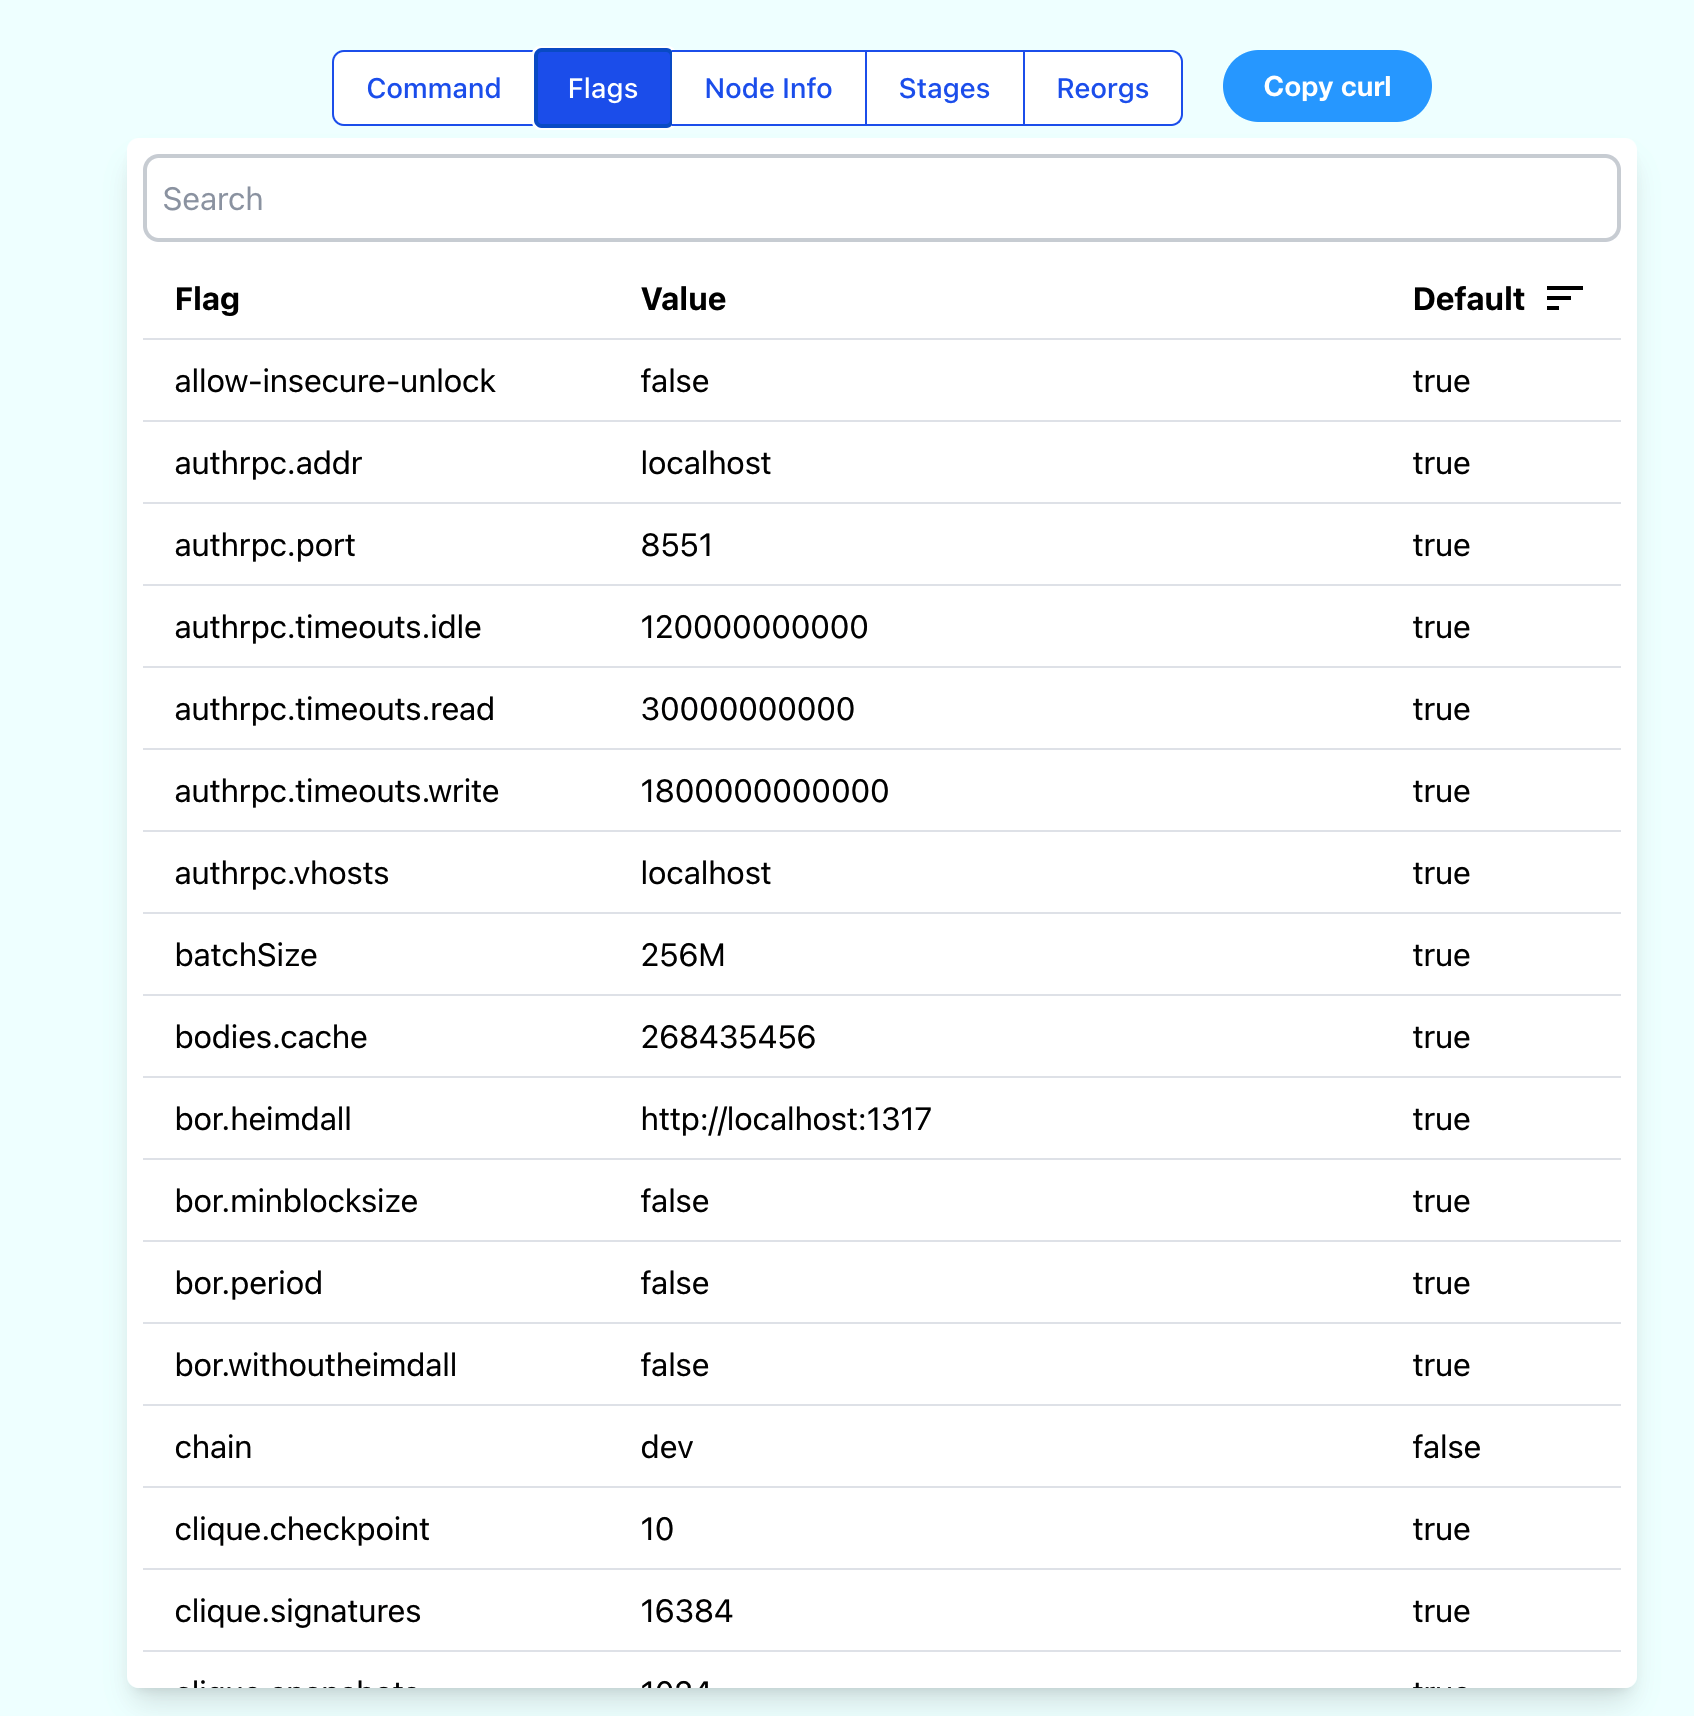 Command Flags Node Info Stages Reorgs Copy curl
Search
Flag Value Default
allow-insecure-unlock false true
authrpc.addr localhost true
authrpc.port 8551 true
authrpc.timeouts.idle 120000000000 true
authrpc.timeouts.read 30000000000 true
authrpc.timeouts.write 1800000000000 true
authrpc.vhosts localhost true
batchSize 256M true
bodies.cache 268435456 true
bor.heimdall http://localhost:1317 true
bor.minblocksize false true
bor.period false true
bor.withoutheimdall false true
chain dev false
clique.checkpoint 10 true
clique.signatures 16384 true
clique.snapshots 1024 true